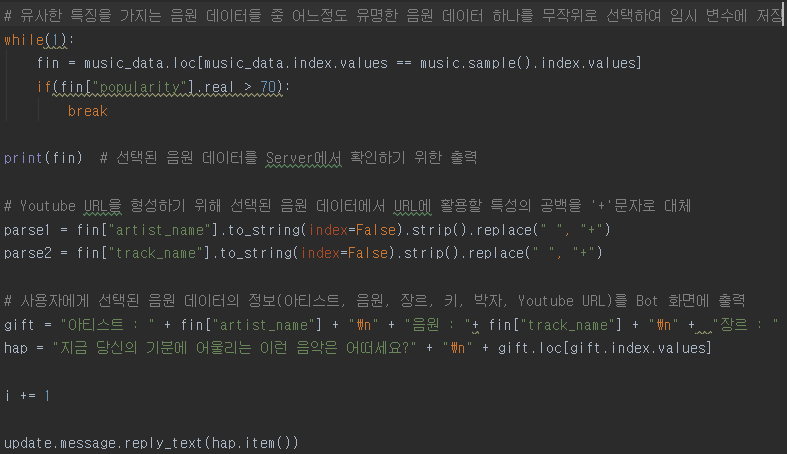 # 유사한 특징을 가지는 음원 데이터들 중 어느정도 유명한 음원 데이터 하나를 무작위로 선택하여 임시 변수에 저장
while(1):
fin = music_data.loc[music_data.index.values == music.sample().index.values]
if(fin["popularity"].real > 70):
break
print(fin)  # 선택된 음원 데이터를 Server에서 확인하기 위한 출력
# Youtube URL을 형성하기 위해 선택된 음원 데이터에서 URL에 활용할 특성의 공백을 '+'문자로 대체
parse1 = fin["artist_name"].to_string(index=False).strip().replace(" ", "+")
parse2 = fin["track_name"].to_string(index=False).strip().replace(" ", "+")
# 사용자에게 선택된 음원 데이터의 정보(아티스트, 음원, 장르, 키, 박자, Youtube URL)를 Bot 화면에 출력
gift = "아티스트 : " + fin["artist_name"] + "\n" + "음원 : "+ fin["track_name"] + "\n" +  "장르 : "
hap = "지금 당신의 기분에 어울리는 이런 음악은 어떠세요?" + "\n" + gift.loc[gift.index.values]
i += 1
update.message.reply_text(hap.item())